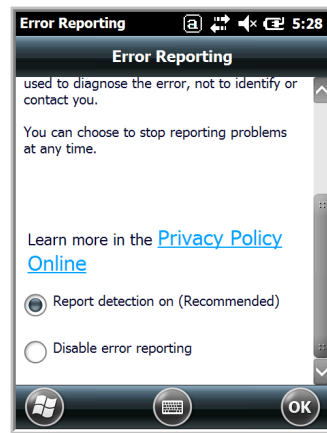 Error Reporting a 5:28
Error Reporting
used to diagnose the error, not to identify or
contact you.
You can choose to stop reporting problems
at any time.
Learn more in the Privacy Policy
Online
Report detection on (Recommended)
Disable error reporting
OK